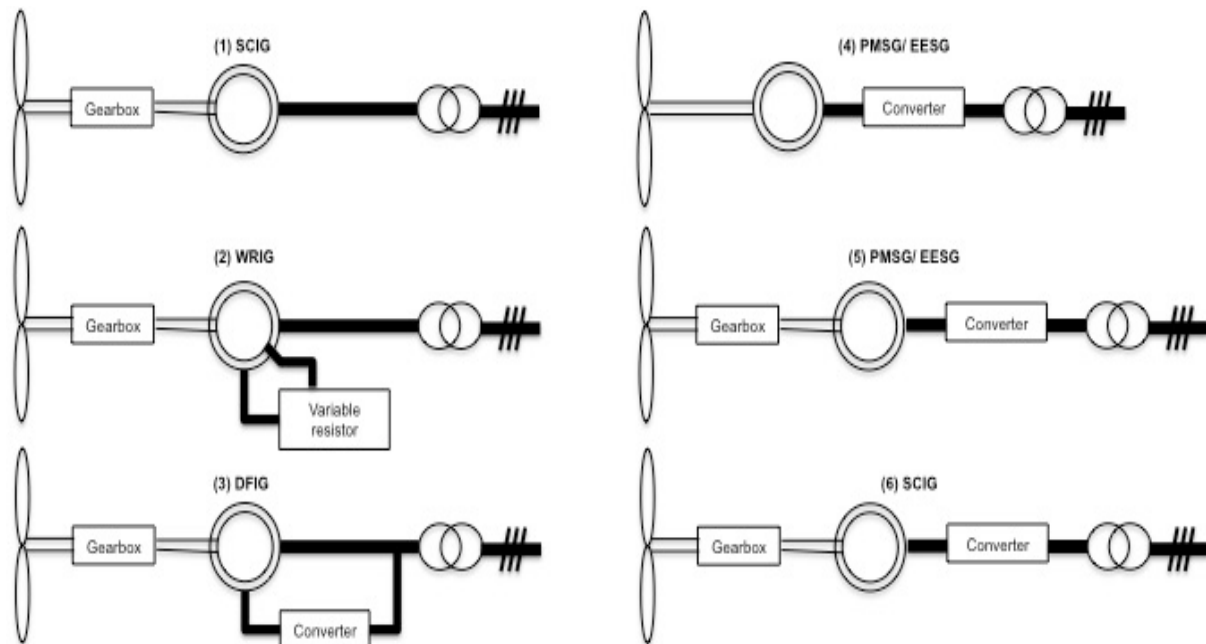 (1) SCIG
Gearbox
(2) WRIG
Gearbox
Variable
resistor
(3) DFIG
Gearbox
Converter
(4) PMSG/ EESG
Converter
(5) PMSG/ EESG
Gearbox
Converter
(6) SCIG
Gearbox
Converter